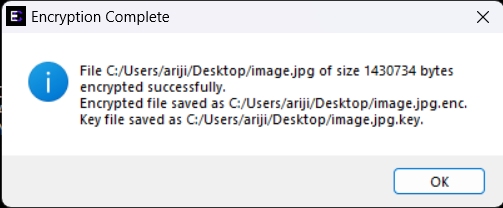 Encryption Complete
File C:/Users/ariji/Desktop/image.jpg of size 1430734 bytes
encrypted successfully.
Encrypted file saved as C:/Users/ariji/Desktop/image.jpg.enc.
Key file saved as C:/Users/ariji/Desktop/image.jpg.key.
OK